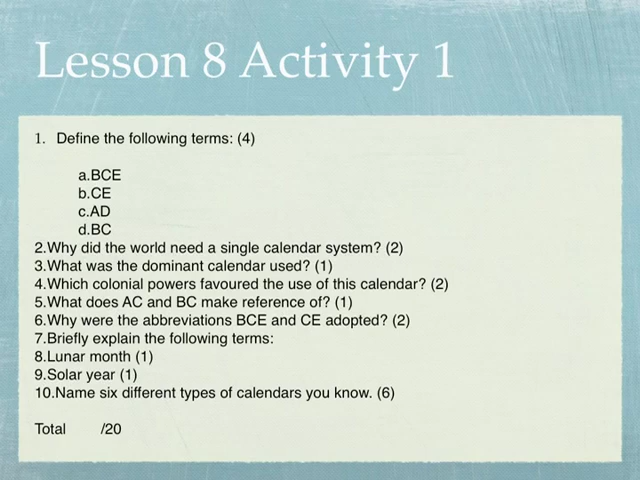 Lesson 8 Activity 1
1. Define the following terms: (4)
a.BCE
b.CE
c.AD
d.BC
2.Why did the world need a single calendar system? (2)
3.What was the dominant calendar used? (1)
4.Which colonial powers favoured the use of this calendar? (2)
5.What does AC and BC make reference of? (1)
6.Why were the abbreviations BCE and CE adopted? (2)
7.Briefly explain the following terms:
8.Lunar month (1)
9.Solar year (1)
10.Name six different types of calendars you know. (6)
Total /20